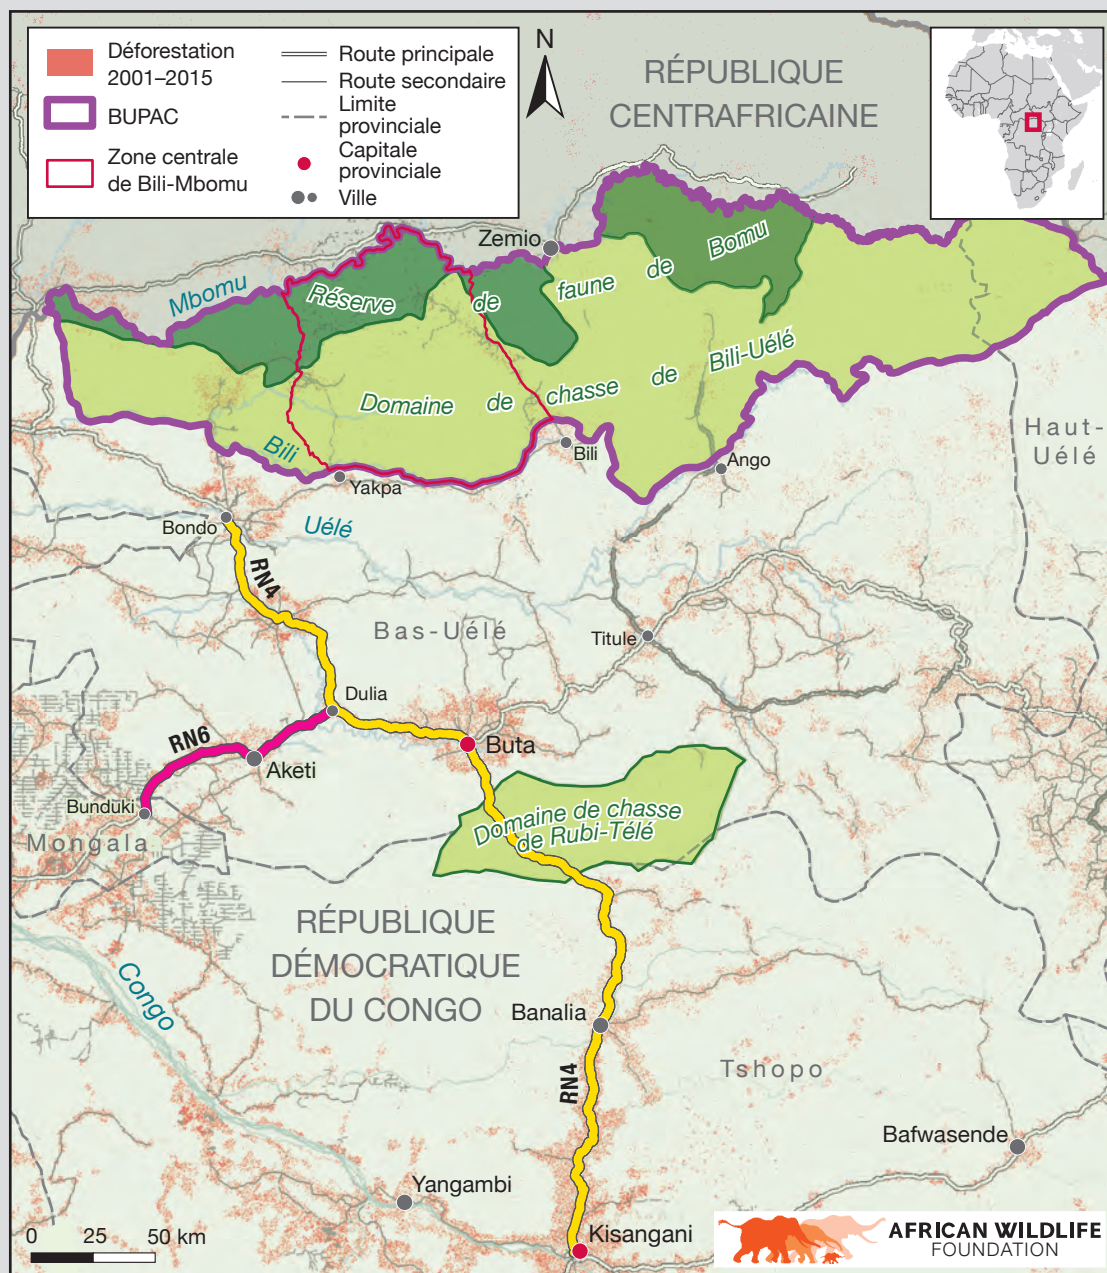 Déforestation
2001–2015
BUPAC
Zone centrale
de Bili-Mbomu
Route principale
Route secondaire
Limite
provinciale
Capitale
provinciale
Ville
N
RÉPUBLIQUE
CENTRAFRICAINE
Zemio
Mbomu
Réserve de faune de Bomu
Domaine de chasse de Bili-Uélé
Haut-
Uélé
Bili
Bili
Ango
Yakpa
Bondo
Uélé
RN4
Bas-Uélé
Titule
Dulia
RN6
Buta
Aketi
Bunduki
Mongala
Domaine de chasse
de Rubi-Télé
RÉPUBLIQUE
DÉMOCRATIQUE
DU CONGO
Congo
Banalia
Tshopo
RN4
Bafwasende
Yangambi
Kisangani
0 25 50 km
AFRICAN WILDLIFE
FOUNDATION